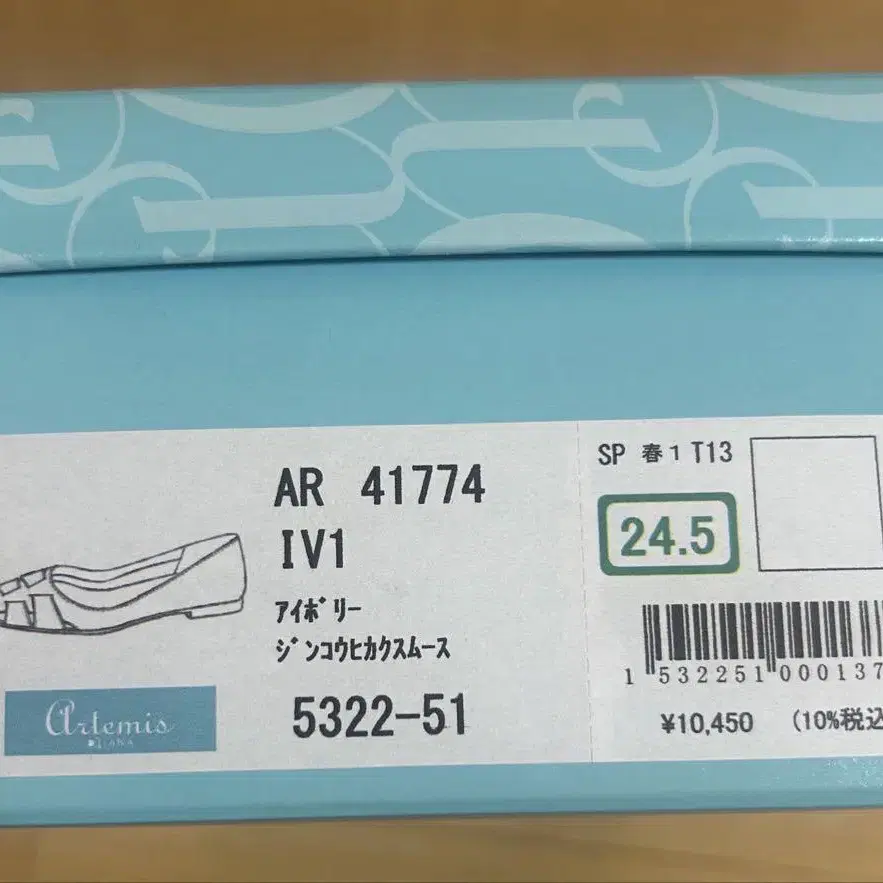 AR 41774
IV1
ｱｲﾎﾞﾘｰ
ｼﾞﾝｺｳﾋｶｸｽﾑｰｽ
5322-51
Artemis
SP 春1 T13
24.5
1 532251 000137
¥10,450 (10%税込